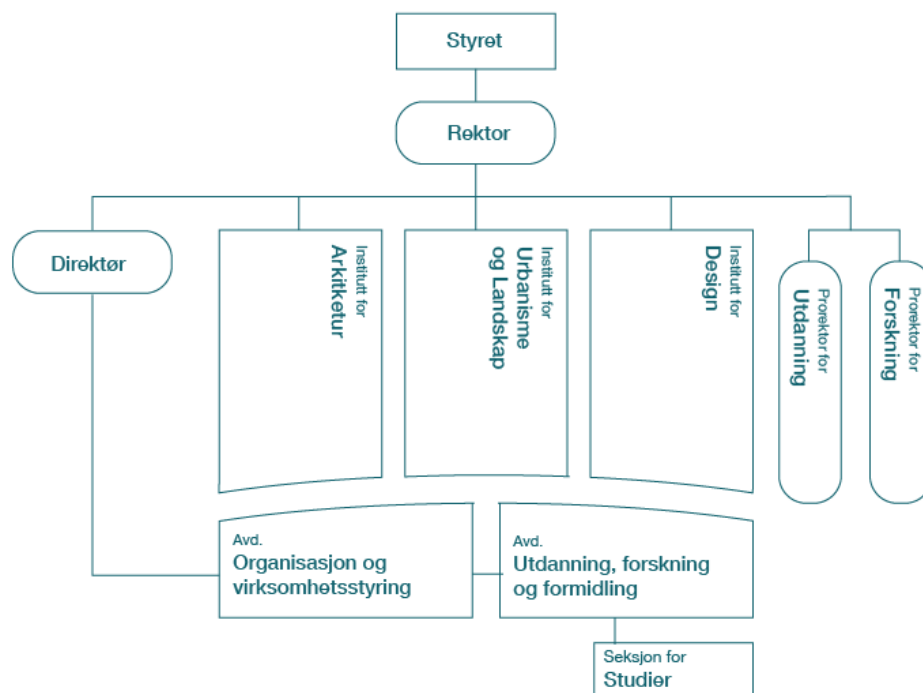 Styret
Rektor
Direktør
Institutt for
Arkitketur
Institutt for
Urbanisme
og Landskap
Institutt for
Design
Prorektor for
Utdanning
Prorektor for
Forskning
Avd.
Organisasjon og
virksomhetsstyring
Avd.
Utdanning, forskning
og formidling
Seksjon for
Studier